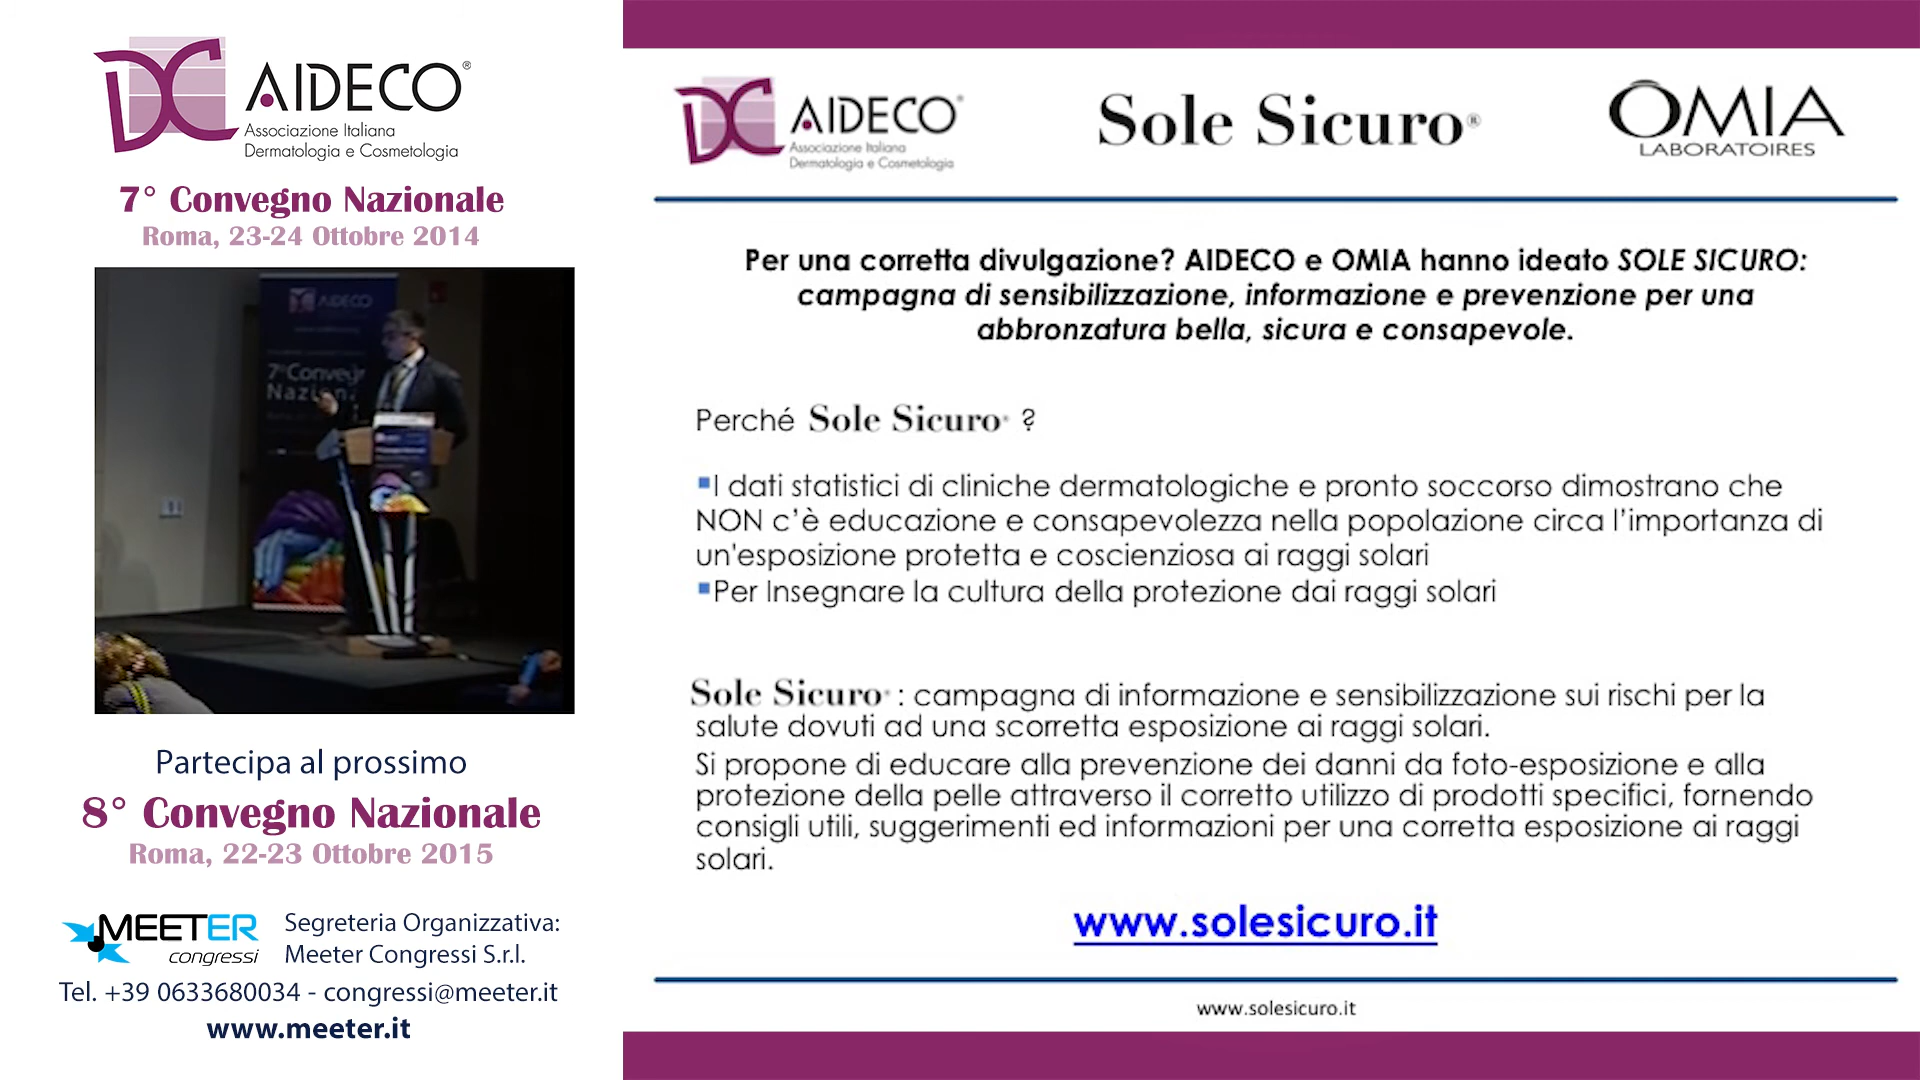 AIDECO®
Associazione Italiana
Dermatologia e Cosmetologia
7° Convegno Nazionale
Roma, 23-24 Ottobre 2014
AIDECO
7°Conveg
Nazion
Partecipa al prossimo
8° Convegno Nazionale
Roma, 22-23 Ottobre 2015
MEETER
congressi
Segreteria Organizzativa:
Meeter Congressi S.r.l.
Tel. +39 0633680034 - congressi@meeter.it
www.meeter.it
AIDECO®
Associazione Italiana
Dermatologia e Cosmetologia
Sole Sicuro®
OMIA
LABORATOIRES
Per una corretta divulgazione? AIDECO e OMIA hanno ideato SOLE SICURO:
campagna di sensibilizzazione, informazione e prevenzione per una
abbronzatura bella, sicura e consapevole.
Perché Sole Sicuro ?
▪I dati statistici di cliniche dermatologiche e pronto soccorso dimostrano che
NON c’è educazione e consapevolezza nella popolazione circa l’importanza di
un'esposizione protetta e coscienziosa ai raggi solari
▪Per Insegnare la cultura della protezione dai raggi solari
Sole Sicuro : campagna di informazione e sensibilizzazione sui rischi per la
salute dovuti ad una scorretta esposizione ai raggi solari.
Si propone di educare alla prevenzione dei danni da foto-esposizione e alla
protezione della pelle attraverso il corretto utilizzo di prodotti specifici, fornendo
consigli utili, suggerimenti ed informazioni per una corretta esposizione ai raggi
solari.
www.solesicuro.it
www.solesicuro.it